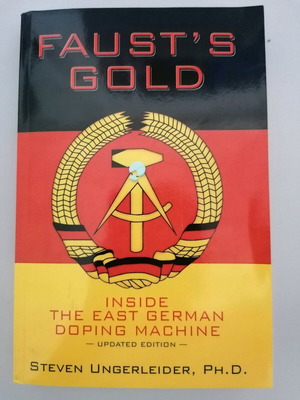 FAUST'S
GOLD
INSIDE
THE EAST GERMAN
DOPING MACHINE
— UPDATED EDITION —
STEVEN UNGERLEIDER, PH.D.